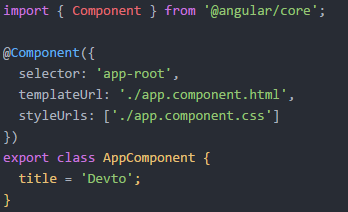 import { Component } from '@angular/core';
@Component({
  selector: 'app-root',
  templateUrl: './app.component.html',
  styleUrls: ['./app.component.css']
})
export class AppComponent {
  title = 'Devto';
}